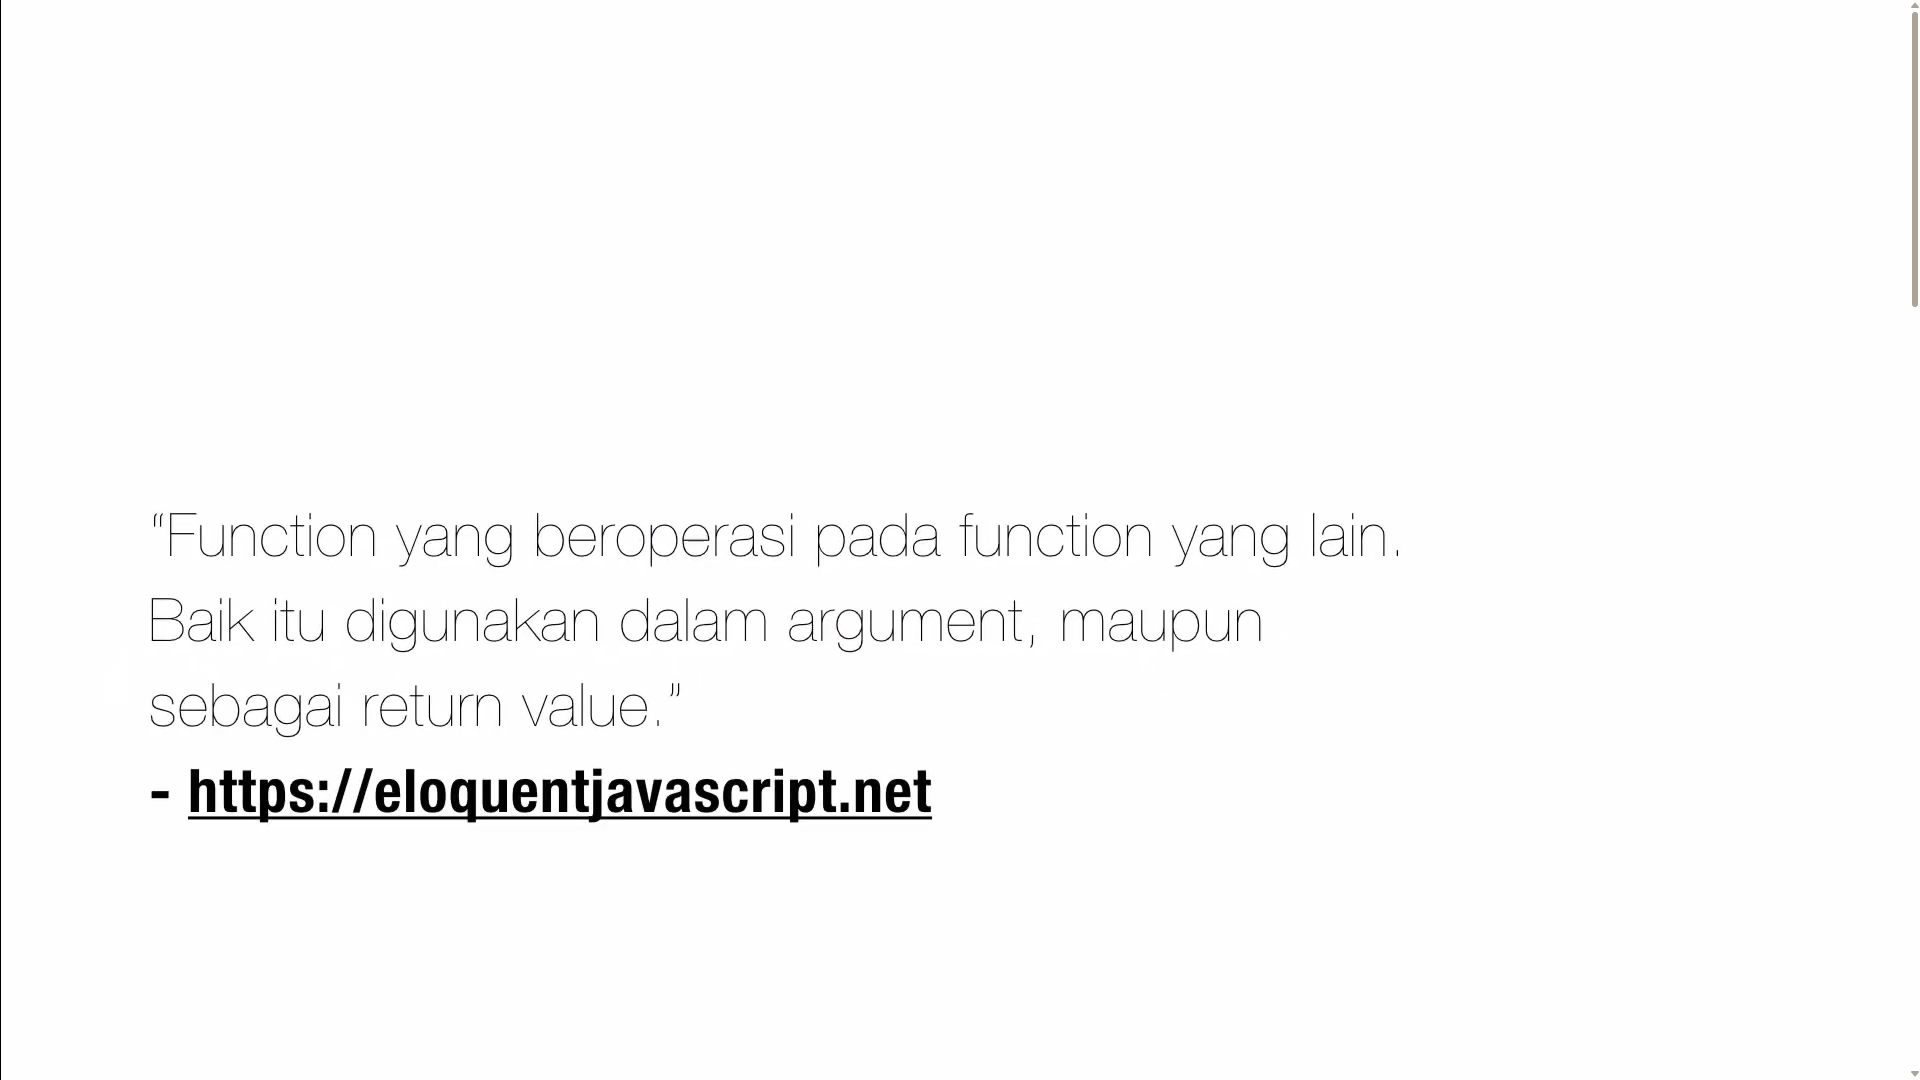 “Function yang beroperasi pada function yang lain.
Baik itu digunakan dalam argument, maupun
sebagai return value.”
- https://eloquentjavascript.net